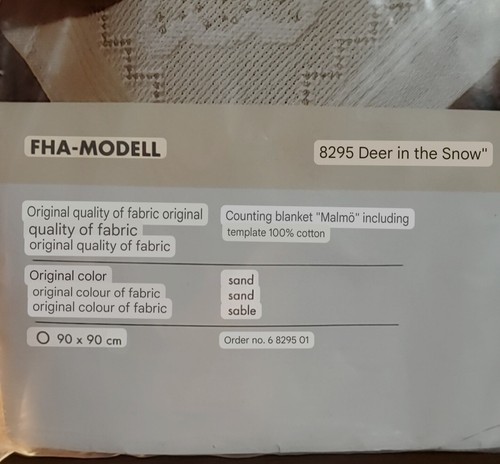 FHA-MODELL
8295 Deer in the Snow"
Original quality of fabric original
quality of fabric
original quality of fabric
Counting blanket "Malmö" including
template 100% cotton
Original color
original colour of fabric
original colour of fabric
sand
sand
sable
90 x 90 cm
Order no. 6 8295 01